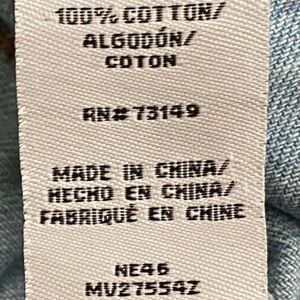 100% COTTON/
ALGODÓN/
COTON
RN# 73149
MADE IN CHINA/
HECHO EN CHINA/
FABRIQUÉ EN CHINE
NE46
MV27554Z